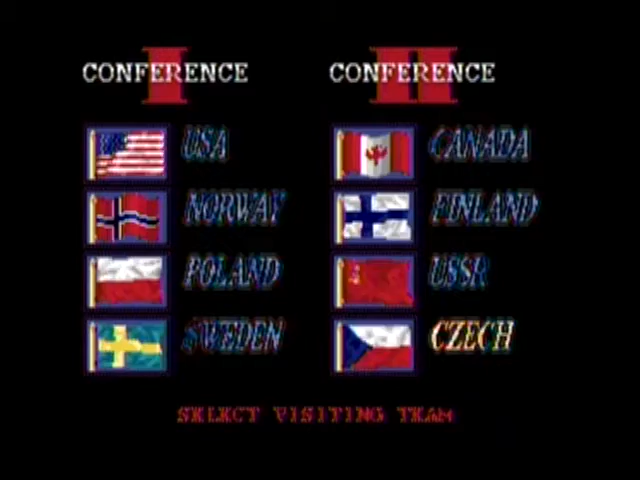 I II
CONFERENCE CONFERENCE
USA CANADA
NORWAY FINLAND
POLAND USSR
SWEDEN CZECH
SELECT VISITING TEAM